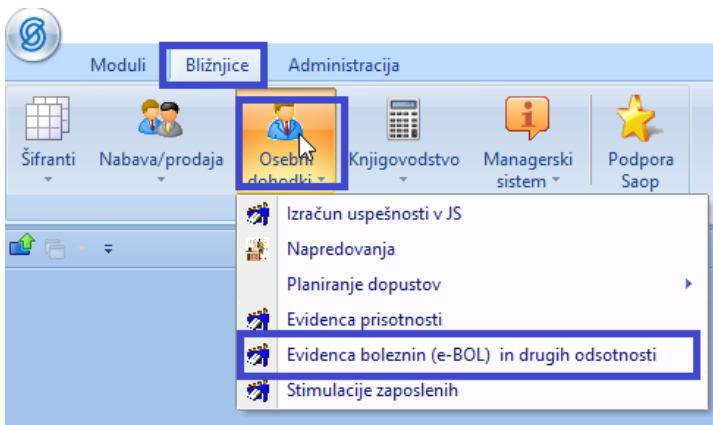 Moduli Bližnjice Administracija
Šifranti Nabava/prodaja Osebni dohodki Knjigovodstvo Managerski sistem Podpora Saop
Izračun uspešnosti v JS
Napredovanja
Planiranje dopustov
Evidenca prisotnosti
Evidenca boleznin (e-BOL) in drugih odsotnosti
Stimulacije zaposlenih